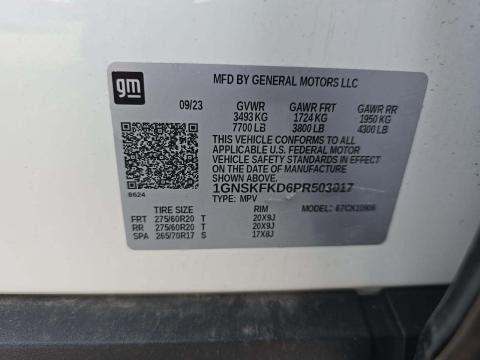 gm
MFD BY GENERAL MOTORS LLC
09/23 GVWR GAWR FRT GAWR RR
3493 KG 1724 KG 1950 KG
7700 LB 3800 LB 4300 LB
THIS VEHICLE CONFORMS TO ALL
APPLICABLE U.S. FEDERAL MOTOR
VEHICLE SAFETY STANDARDS IN EFFECT
ON THE DATE OF MANUFACTURE
SHOWN ABOVE.
1GNSKFKD6PR503017
8624 TYPE: MPV MODEL:
TIRE SIZE RIM
FRT 275/60R20 T 20X9J
RR 275/60R20 T 20X9J
SPA 265/70R17 S 17X8J